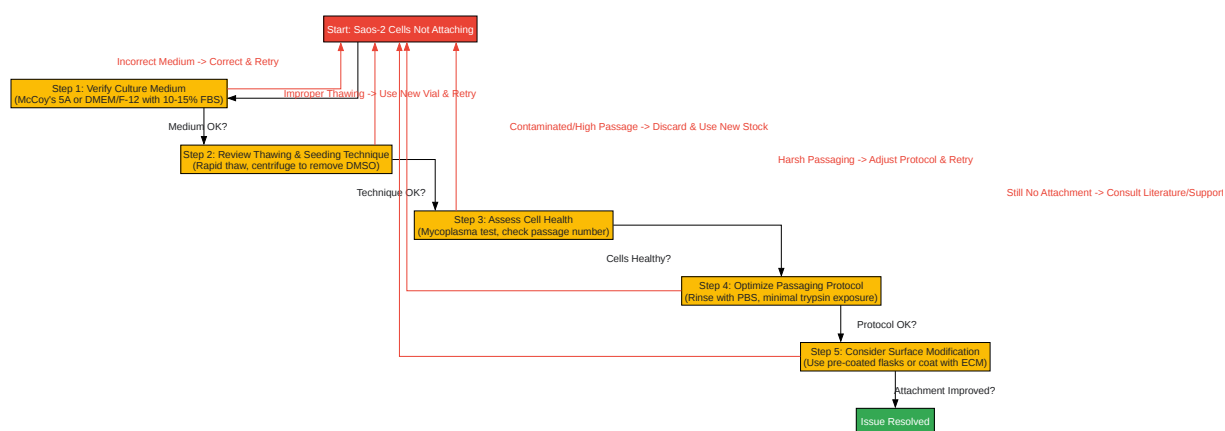 Start: Saos-2 Cells Not Attaching
Incorrect Medium -> Correct & Retry
Step 1: Verify Culture Medium
(McCoy's 5A or DMEM/F-12 with 10-15% FBS)
Improper Thawing -> Use New Vial & Retry
Medium OK?
Contaminated/High Passage -> Discard & Use New Stock
Step 2: Review Thawing & Seeding Technique
(Rapid thaw, centrifuge to remove DMSO)
Harsh Passaging -> Adjust Protocol & Retry
Technique OK?
Still No Attachment -> Consult Literature/Support
Step 3: Assess Cell Health
(Mycoplasma test, check passage number)
Cells Healthy?
Step 4: Optimize Passaging Protocol
(Rinse with PBS, minimal trypsin exposure)
Protocol OK?
Step 5: Consider Surface Modification
(Use pre-coated flasks or coat with ECM)
Attachment Improved?
Issue Resolved